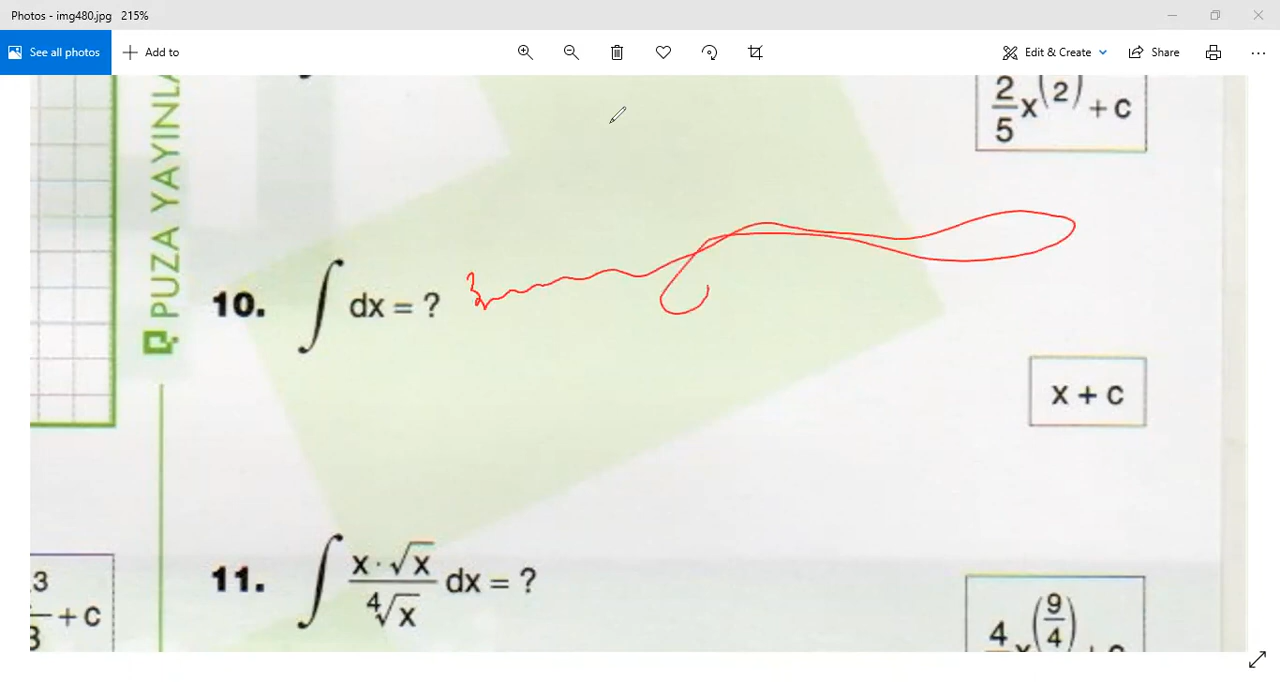 Photos - img480.jpg 215%
See all photos
Add to
Edit & Create
Share
PUZA YAYINLA
2/5 x^(2) + c
10. ∫ dx = ?
x + c
11. ∫ (x · √x)/(⁴√x) dx = ?
3
+ c
4 x^(9/4) + c